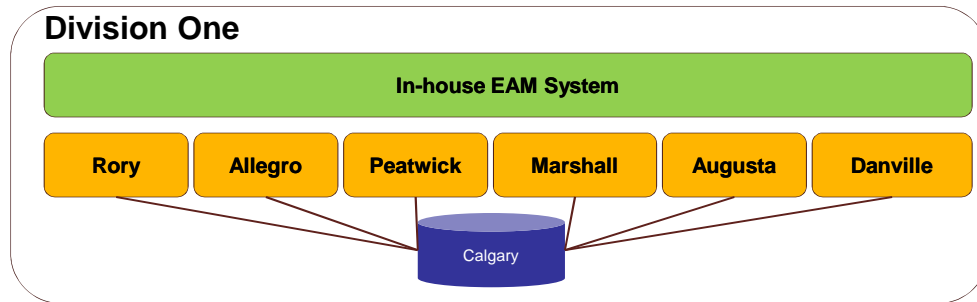 Division One
In-house EAM System
Rory Allegro Peatwick Marshall Augusta Danville
Calgary